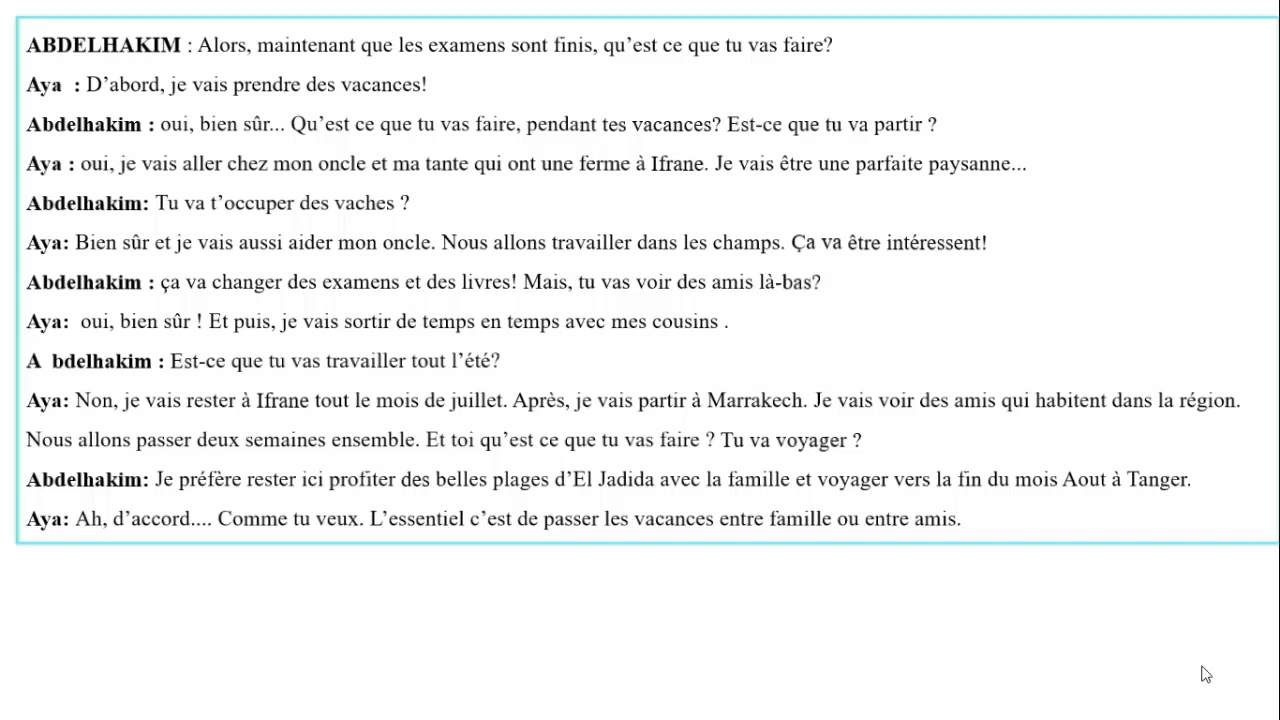 ABDELHAKIM : Alors, maintenant que les examens sont finis, qu’est ce que tu vas faire?
Aya  : D’abord, je vais prendre des vacances!
Abdelhakim : oui, bien sûr... Qu’est ce que tu vas faire, pendant tes vacances? Est-ce que tu va partir ?
Aya : oui, je vais aller chez mon oncle et ma tante qui ont une ferme à Ifrane. Je vais être une parfaite paysanne...
Abdelhakim: Tu va t’occuper des vaches ?
Aya: Bien sûr et je vais aussi aider mon oncle. Nous allons travailler dans les champs. Ça va être intéressent!
Abdelhakim : ça va changer des examens et des livres! Mais, tu vas voir des amis là-bas?
Aya:  oui, bien sûr ! Et puis, je vais sortir de temps en temps avec mes cousins .
A  bdelhakim : Est-ce que tu vas travailler tout l’été?
Aya: Non, je vais rester à Ifrane tout le mois de juillet. Après, je vais partir à Marrakech. Je vais voir des amis qui habitent dans la région.
Nous allons passer deux semaines ensemble. Et toi qu’est ce que tu vas faire ? Tu va voyager ?
Abdelhakim: Je préfère rester ici profiter des belles plages d’El Jadida avec la famille et voyager vers la fin du mois Aout à Tanger.
Aya: Ah, d’accord.... Comme tu veux. L’essentiel c’est de passer les vacances entre famille ou entre amis.